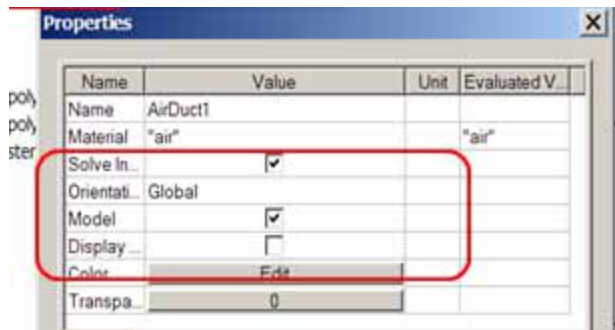 Properties
Name Value Unit Evaluated V...
poly
Name AirDuct1
poly
Material "air" "air"
ster
Solve In...
Orientati... Global
Model
Display ...
Color Edit
Transpa... 0